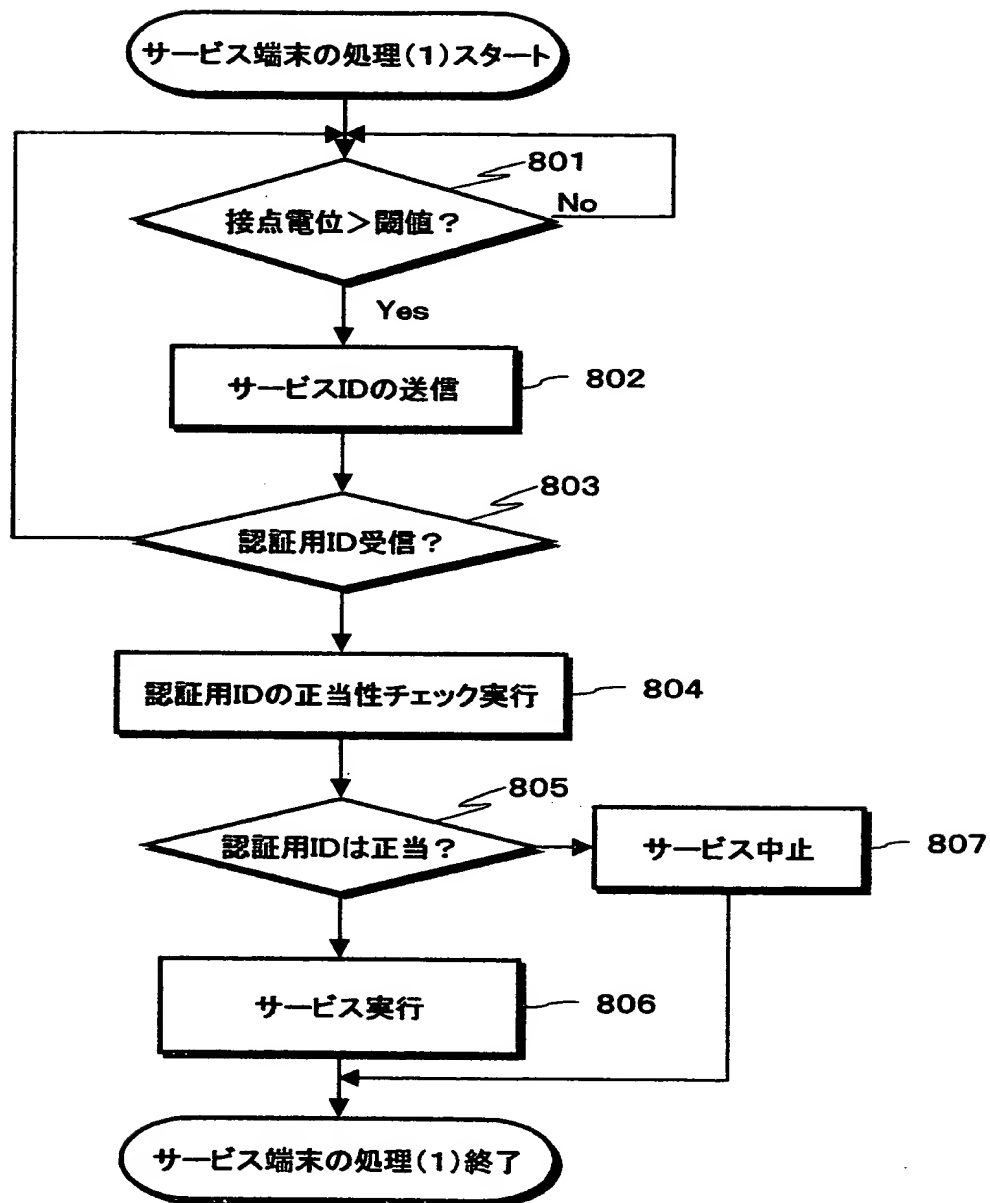 サービス端末の処理(1)スタート
801
接点電位>閾値?
No
Yes
サービスIDの送信
802
803
認証用ID受信?
認証用IDの正当性チェック実行
804
805
認証用IDは正当?
サービス中止
807
サービス実行
806
サービス端末の処理(1)終了